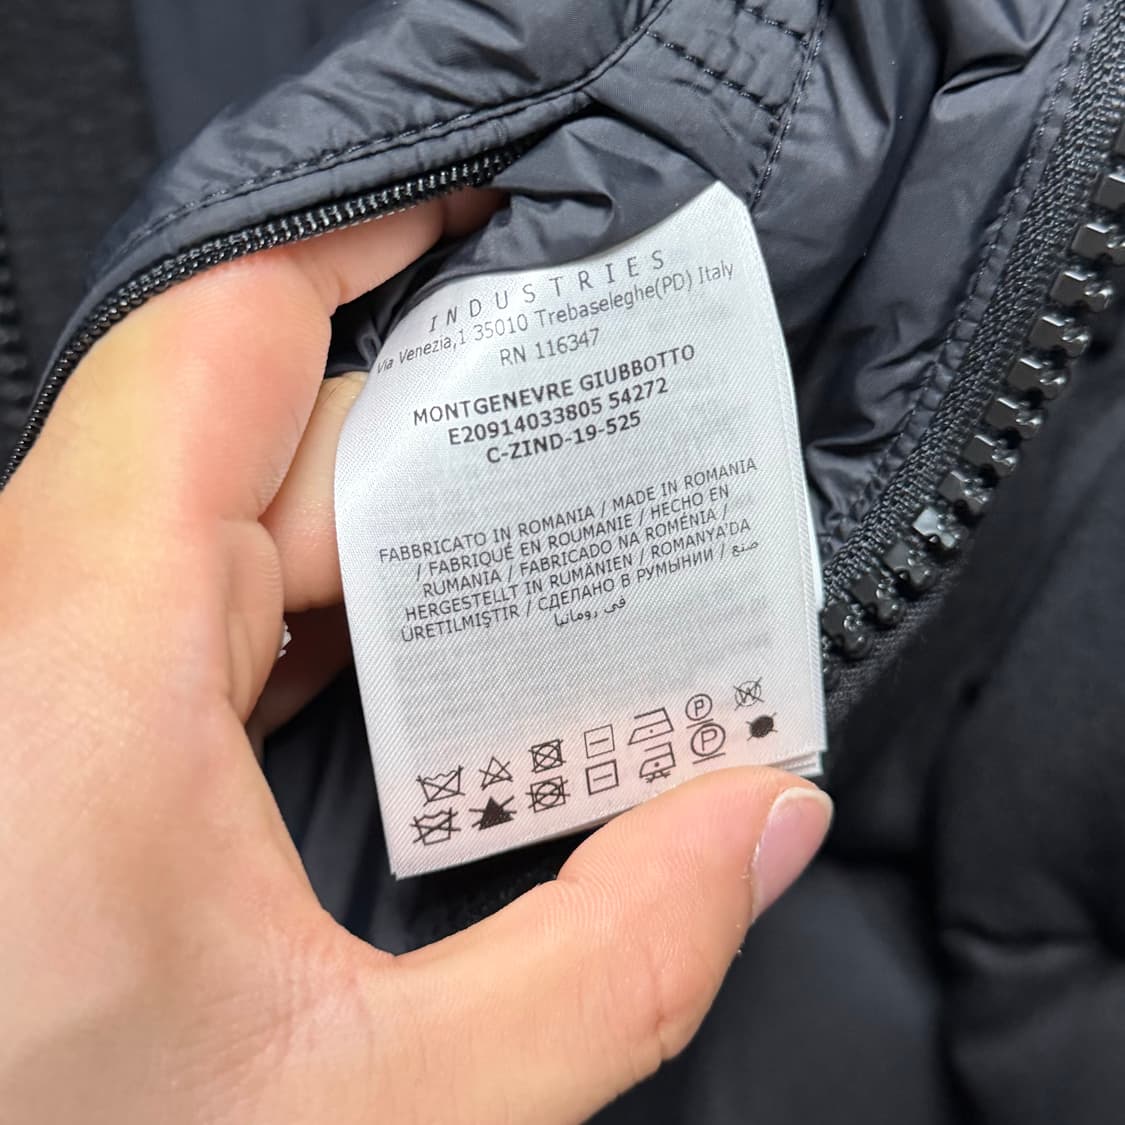 INDUSTRIES
Via Venezia,1 35010 Trebaseleghe(PD) Italy
RN 116347
MONTGENEVRE GIUBBOTTO
E20914033805 54272
C-ZIND-19-525
FABBRICATO IN ROMANIA / MADE IN ROMANIA
/ FABRIQUÉ EN ROUMANIE / HECHO EN
RUMANIA / FABRICADO NA ROMÉNIA /
HERGESTELLT IN RUMÄNIEN / ROMANYA'DA
ÜRETILMIŞTIR / СДЕЛАНО В РУМЫНИИ / صنع
في رومانيا
P W
P